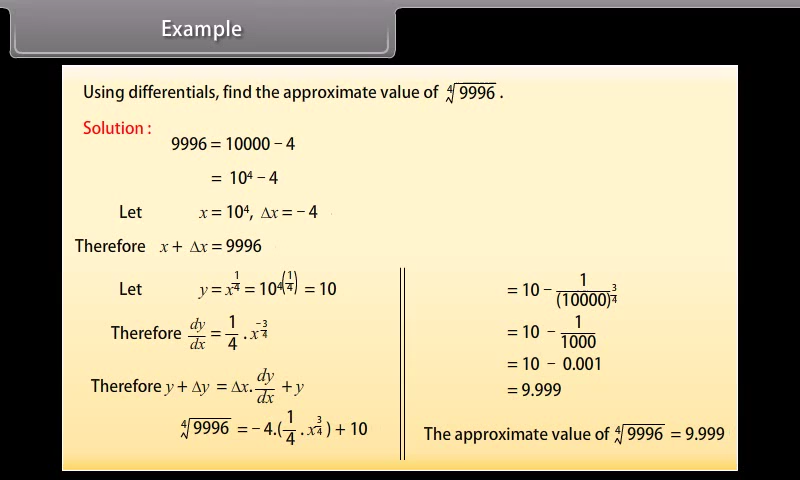 Example
Using differentials, find the approximate value of ∜9996 .
Solution :
9996 = 10000 − 4
= 10⁴ − 4
Let x = 10⁴, Δx = − 4
Therefore x + Δx = 9996
Let y = x^(1/4) = 10^(4(1/4)) = 10
Therefore dy/dx = 1/4 . x^(−3/4)
Therefore y + Δy = Δx. dy/dx + y
∜9996 = − 4.(1/4 . x^(3/4)) + 10
= 10 − 1/(10000)^(3/4)
= 10 − 1/1000
= 10 − 0.001
= 9.999
The approximate value of ∜9996 = 9.999